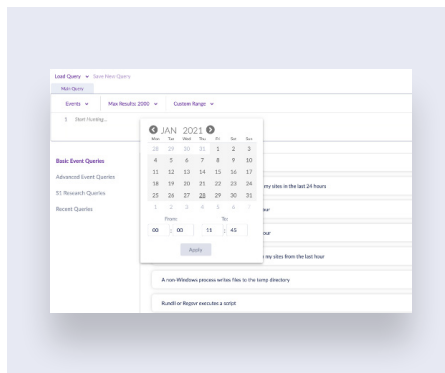 Load Query Save New Query
Main Query
Events Max Results: 2000 Custom Range
1 Start Hunting...
JAN 2021
Mon Tue Wed Thu Fri Sat Sun
28 29 30 31 1 2 3
Basic Event Queries
4 5 6 7 8 9 10
11 12 13 14 15 16 17
Advanced Event Queries
18 19 20 21 22 23 24
my sites in the last 24 hours
S1 Research Queries
25 26 27 28 29 30 31
Recent Queries
1 2 3 4 5 6 7
our
From: To:
00 : 00 11 : 45
our
Apply
my sites from the last hour
A non-Windows process writes files to the temp directory
Rundll or Regsvr executes a script